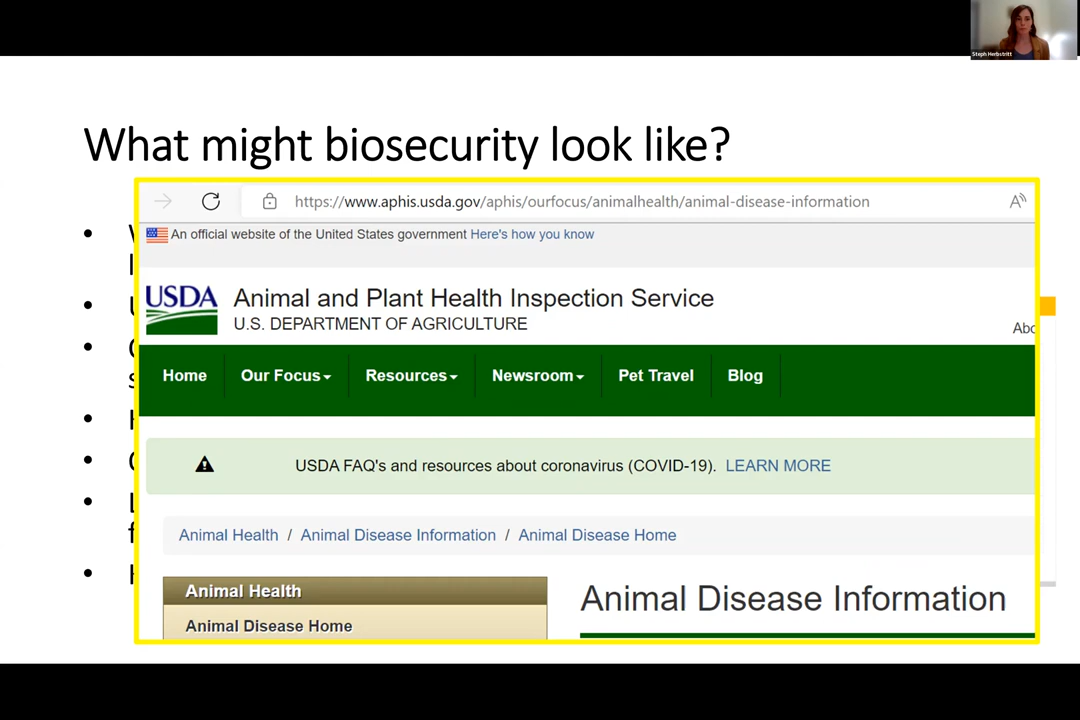 Steph Herbstritt
What might biosecurity look like?
https://www.aphis.usda.gov/aphis/ourfocus/animalhealth/animal-disease-information
An official website of the United States government Here's how you know
USDA
Animal and Plant Health Inspection Service
U.S. DEPARTMENT OF AGRICULTURE
Home
Our Focus
Resources
Newsroom
Pet Travel
Blog
USDA FAQ's and resources about coronavirus (COVID-19). LEARN MORE
Animal Health / Animal Disease Information / Animal Disease Home
Animal Health
Animal Disease Home
Animal Disease Information